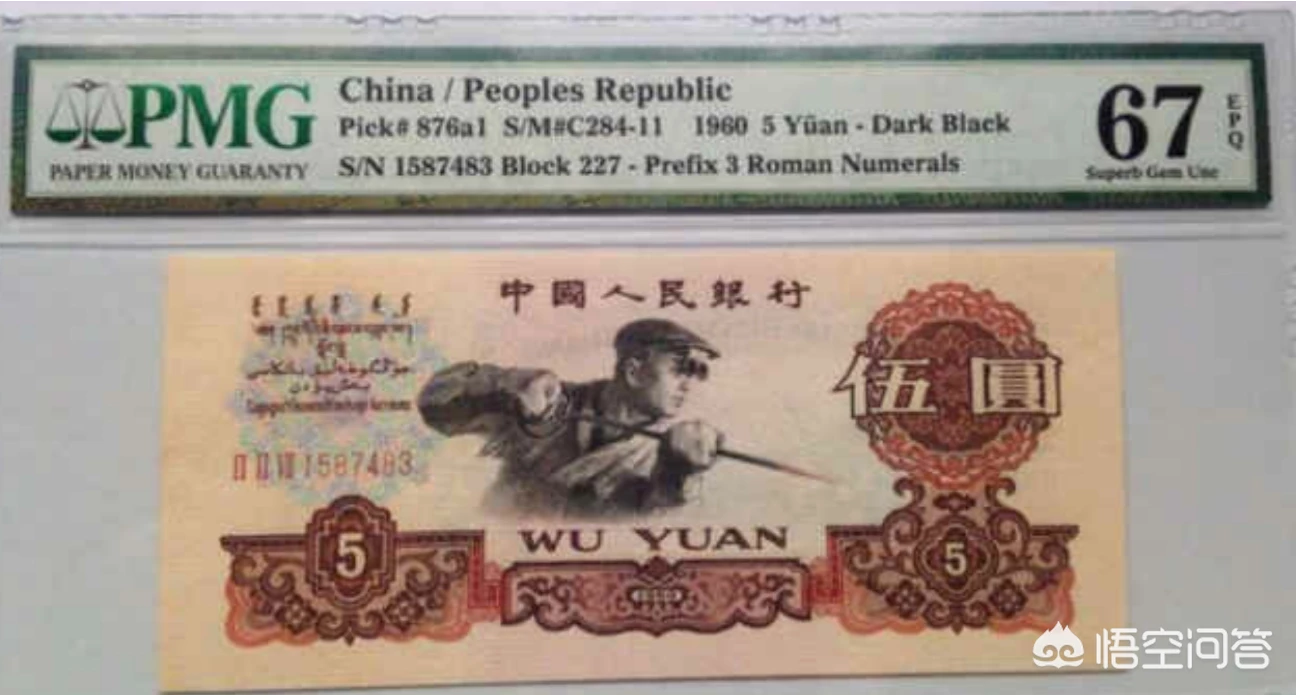 PMG
PAPER MONEY GUARANTY
China / Peoples Republic
Pick# 876a1 S/M#C284-11 1960 5 Yüan - Dark Black
S/N 1587483 Block 227 - Prefix 3 Roman Numerals
67
EPQ
Superb Gem Unc
中國人民銀行
伍圓
II II VII 1587483
WU YUAN
5
1960
5
悟空问答